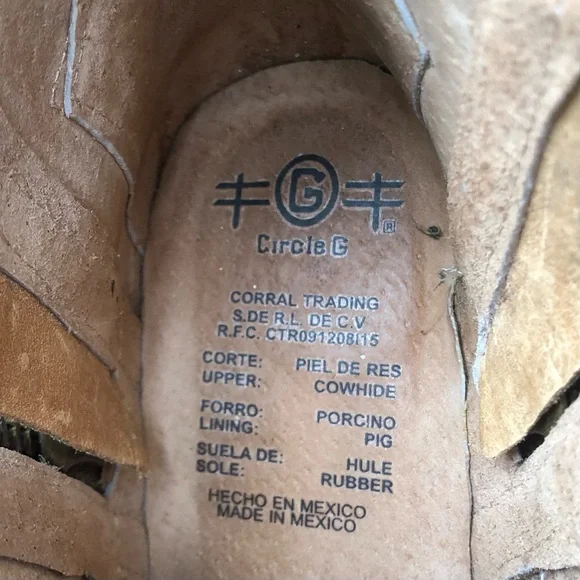 G
Circle G
CORRAL TRADING
S.DE R.L. DE C.V
R.F.C. CTR091208I15
CORTE: PIEL DE RES
UPPER: COWHIDE
FORRO: PORCINO
LINING: PIG
SUELA DE: HULE
SOLE: RUBBER
HECHO EN MEXICO
MADE IN MEXICO